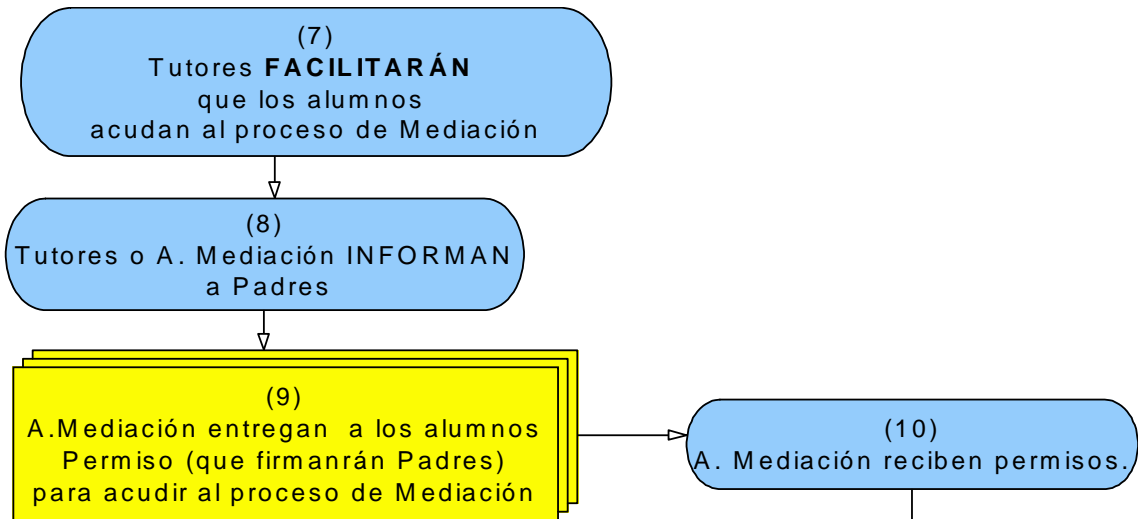 (7)
Tutores FACILITARÁN
que los alumnos
acudan al proceso de Mediación
(8)
Tutores o A. Mediación INFORMAN
a Padres
(9)
A.Mediación entregan a los alumnos
Permiso (que firmanrán Padres)
para acudir al proceso de Mediación
(10)
A. Mediación reciben permisos.